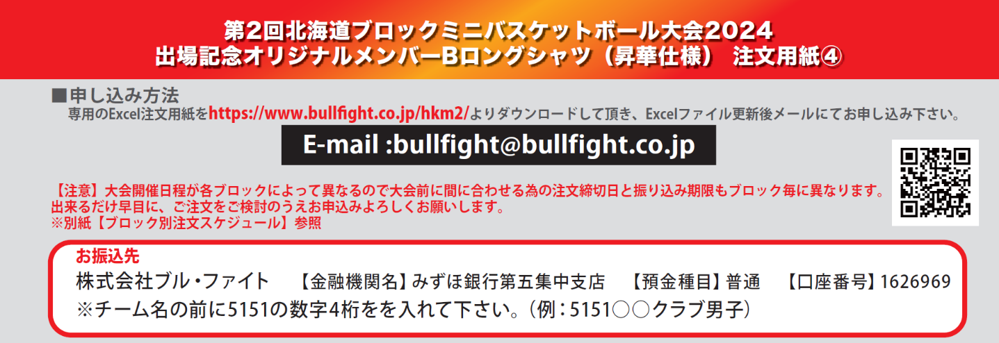 第2回北海道ブロックミニバスケットボール大会2024
出場記念オリジナルメンバーBロングシャツ（昇華仕様） 注文用紙④
■申し込み方法
専用のExcel注文用紙をhttps://www.bullfight.co.jp/hkm2/よりダウンロードして頂き、Excelファイル更新後メールにてお申し込み下さい。
E-mail :bullfight@bullfight.co.jp
【注意】大会開催日程が各ブロックによって異なるので大会前に間に合わせる為の注文締切日と振り込み期限もブロック毎に異なります。
出来るだけ早目に、ご注文をご検討のうえお申込みよろしくお願いします。
※別紙【ブロック別注文スケジュール】参照
お振込先
株式会社ブル・ファイト 【金融機関名】みずほ銀行第五集中支店 【預金種目】普通 【口座番号】1626969
※チーム名の前に5151の数字4桁をを入れて下さい。（例：5151○○クラブ男子）